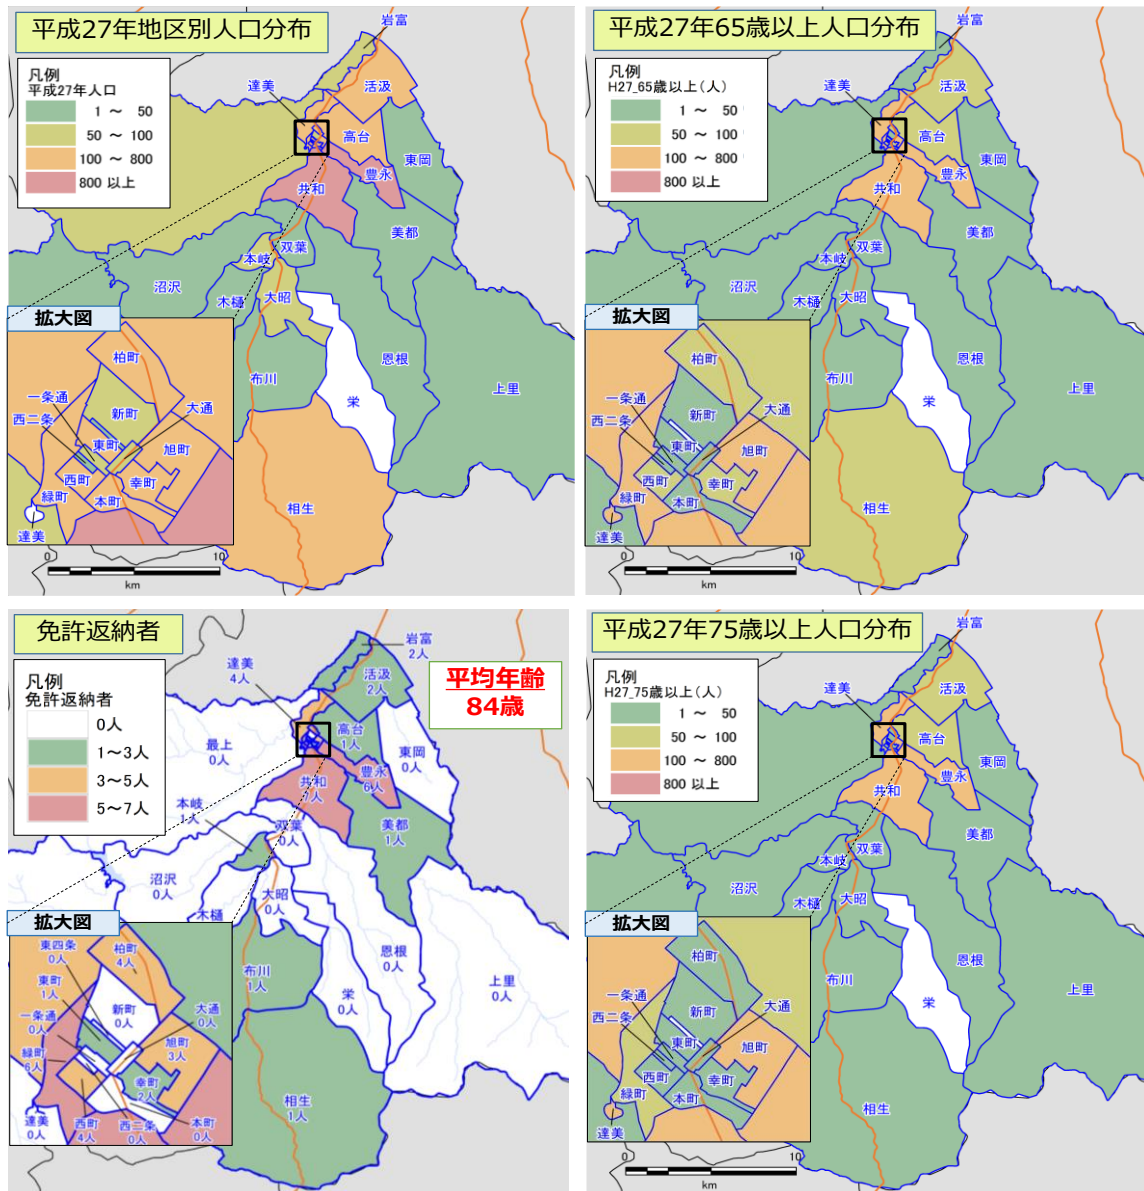 平成27年地区別人口分布
凡例
平成27年人口
1 ～ 50
50 ～ 100
100 ～ 800
800 以上
岩富
達美
活汲
高台
東岡
豊永
共和
美都
双葉
本岐
沼沢
木樋
大昭
恩根
上里
布川
栄
相生
拡大図
柏町
一条通
大通
西二条
新町
東町
旭町
西町
幸町
緑町
本町
達美
0
10
km
平成27年65歳以上人口分布
凡例
H27_65歳以上(人)
1 ～ 50
50 ～ 100
100 ～ 800
800 以上
岩富
達美
活汲
高台
東岡
豊永
共和
美都
双葉
本岐
沼沢
木樋
大昭
恩根
上里
布川
栄
相生
拡大図
柏町
一条通
大通
西二条
新町
東町
旭町
西町
幸町
緑町
本町
達美
0
10
km
免許返納者
平均年齢
84歳
凡例
免許返納者
0人
1～3人
3～5人
5～7人
岩富
2人
達美
4人
活汲
2人
高台
1人
最上
0人
東岡
0人
豊永
6人
共和
7人
本岐
1人
美都
1人
双葉
0人
沼沢
0人
大昭
0人
木樋
恩根
0人
上里
0人
布川
1人
栄
0人
相生
1人
拡大図
東四条
0人
柏町
4人
東町
1人
新町
0人
大通
0人
一条通
0人
旭町
3人
緑町
6人
幸町
2人
達美
0人
西町
4人
西二条
0人
本町
0人
平成27年75歳以上人口分布
凡例
H27_75歳以上(人)
1 ～ 50
50 ～ 100
100 ～ 800
800 以上
岩富
達美
活汲
高台
東岡
豊永
共和
美都
双葉
本岐
沼沢
木樋
大昭
恩根
上里
布川
栄
相生
拡大図
柏町
一条通
大通
西二条
新町
東町
旭町
西町
幸町
緑町
本町
達美
0
10
km